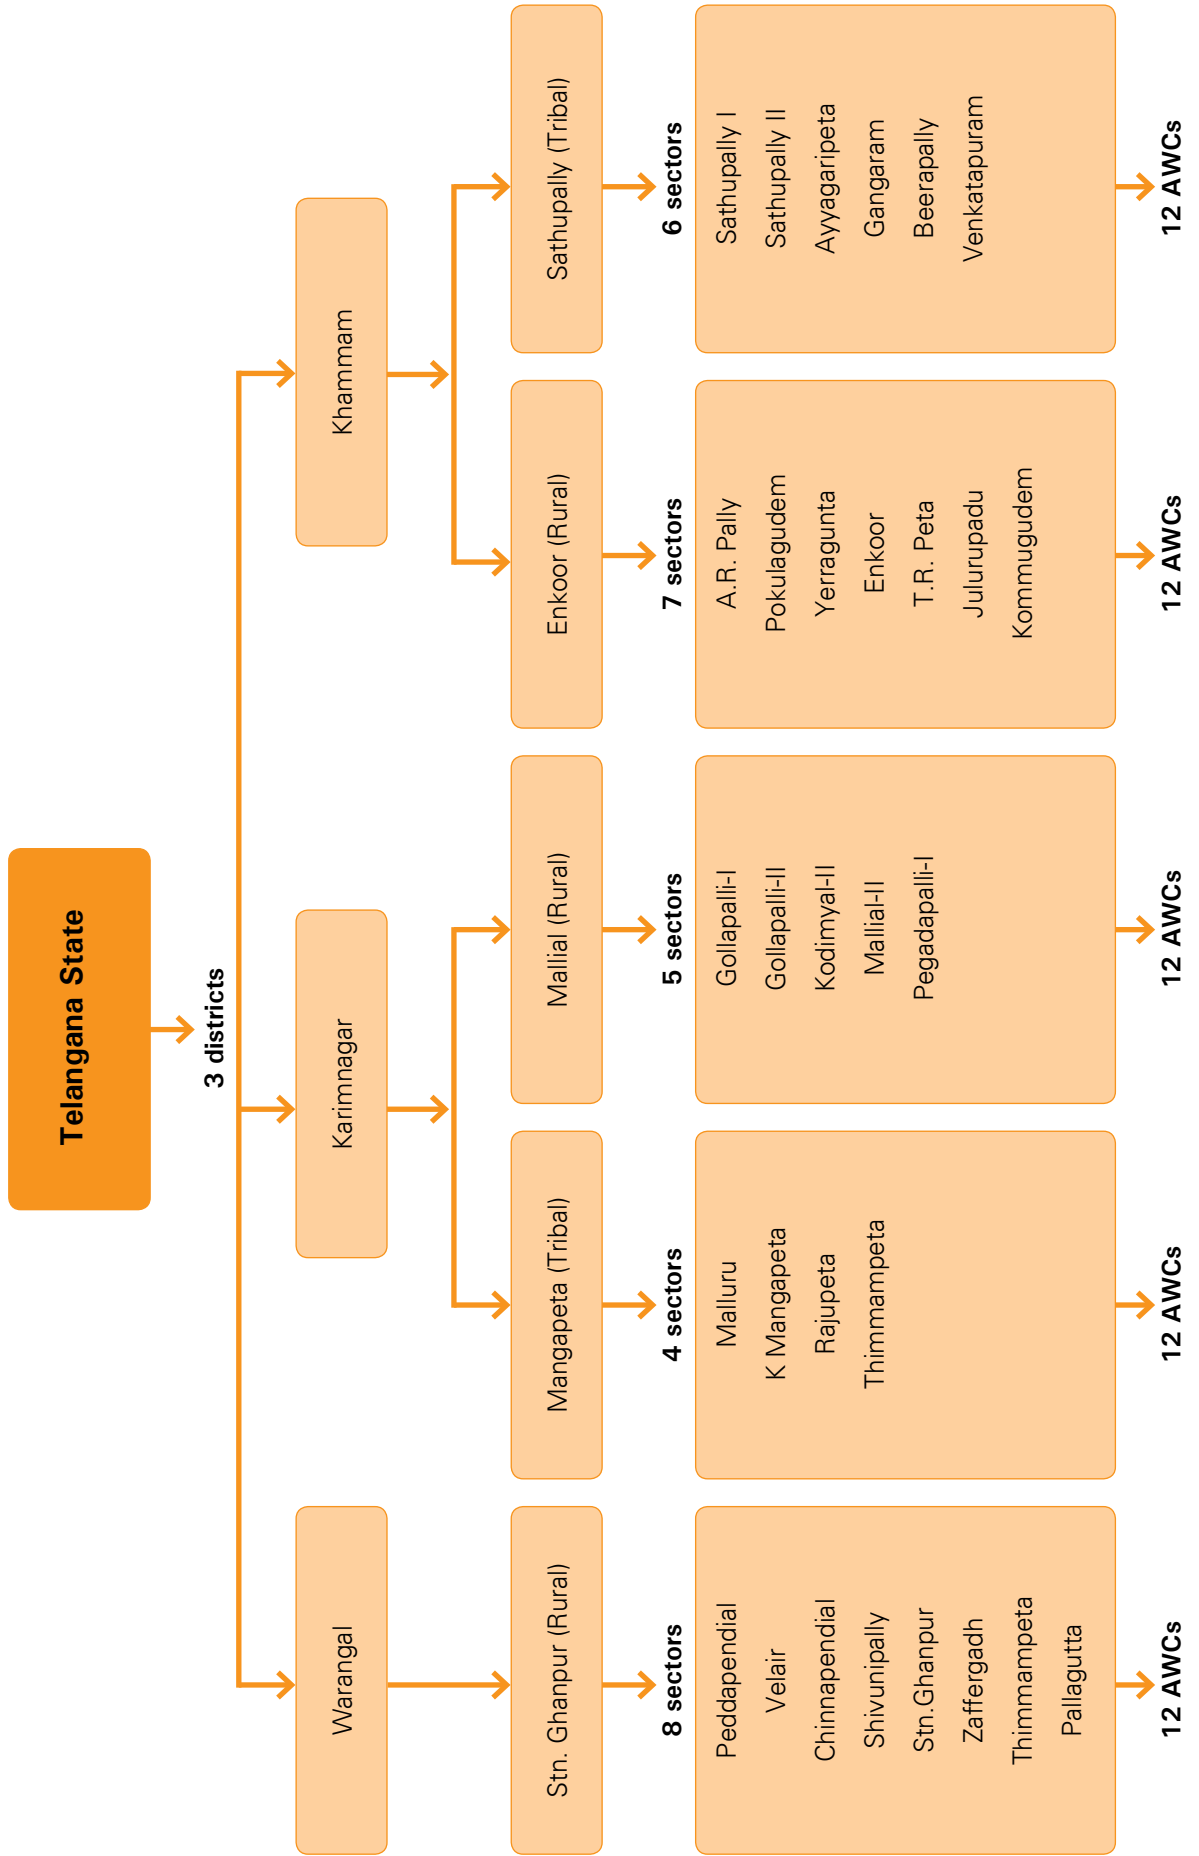 Telangana State
3 districts
Warangal
Karimnagar
Khammam
Stn. Ghanpur (Rural)
Mangapeta (Tribal)
Mallial (Rural)
Enkoor (Rural)
Sathupally (Tribal)
8 sectors
4 sectors
5 sectors
7 sectors
6 sectors
Peddapendial
Velair
Chinnapendial
Shivunipally
Stn.Ghanpur
Zaffergadh
Thimmampeta
Pallagutta
Malluru
K Mangapeta
Rajupeta
Thimmampeta
Gollapalli-I
Gollapalli-II
Kodimyal-II
Mallial-II
Pegadapalli-I
A.R. Pally
Pokulagudem
Yerragunta
Enkoor
T.R. Peta
Julurupadu
Kommugudem
Sathupally I
Sathupally II
Ayyagaripeta
Gangaram
Beerapally
Venkatapuram
12 AWCs
12 AWCs
12 AWCs
12 AWCs
12 AWCs